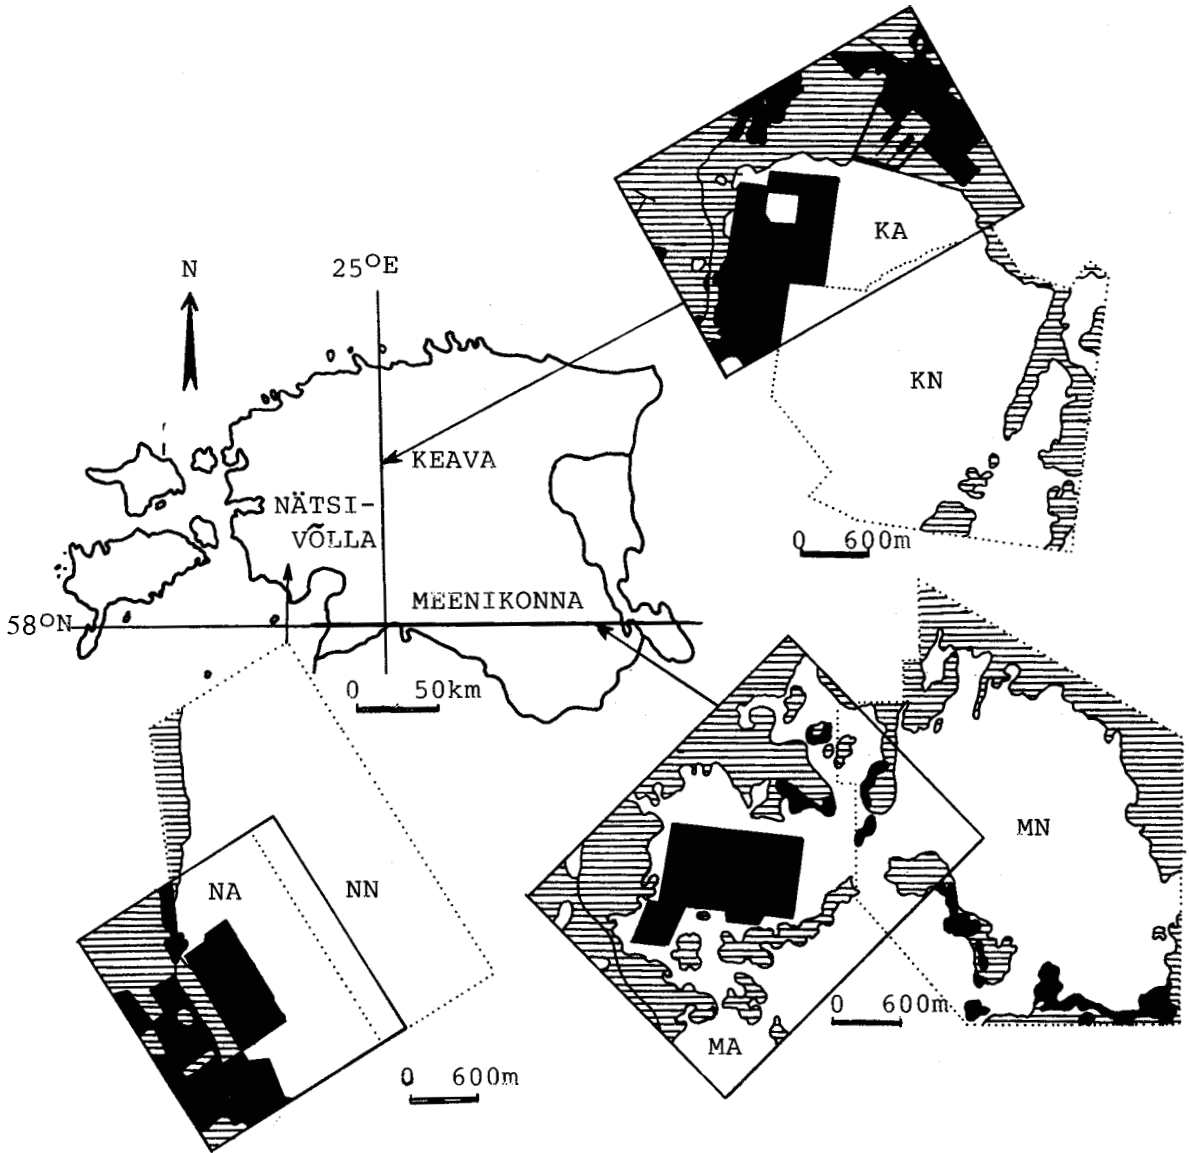 N
25°E
KA
KN
KEAVA
NÄTSI-
VÕLLA
0 600m
MEENIKONNA
58°N
0 50km
MN
NA
NN
0 600m
MA
0 600m